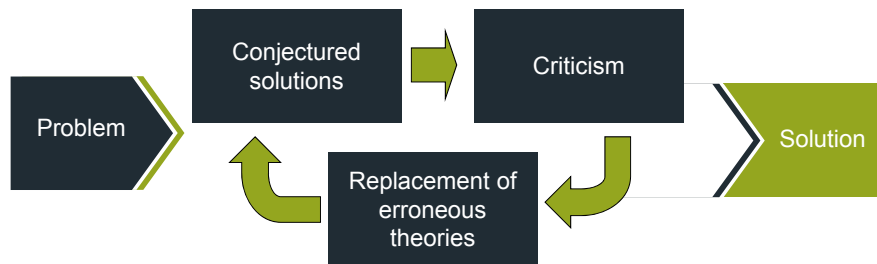 Problem
Conjectured
solutions
Criticism
Replacement of
erroneous
theories
Solution